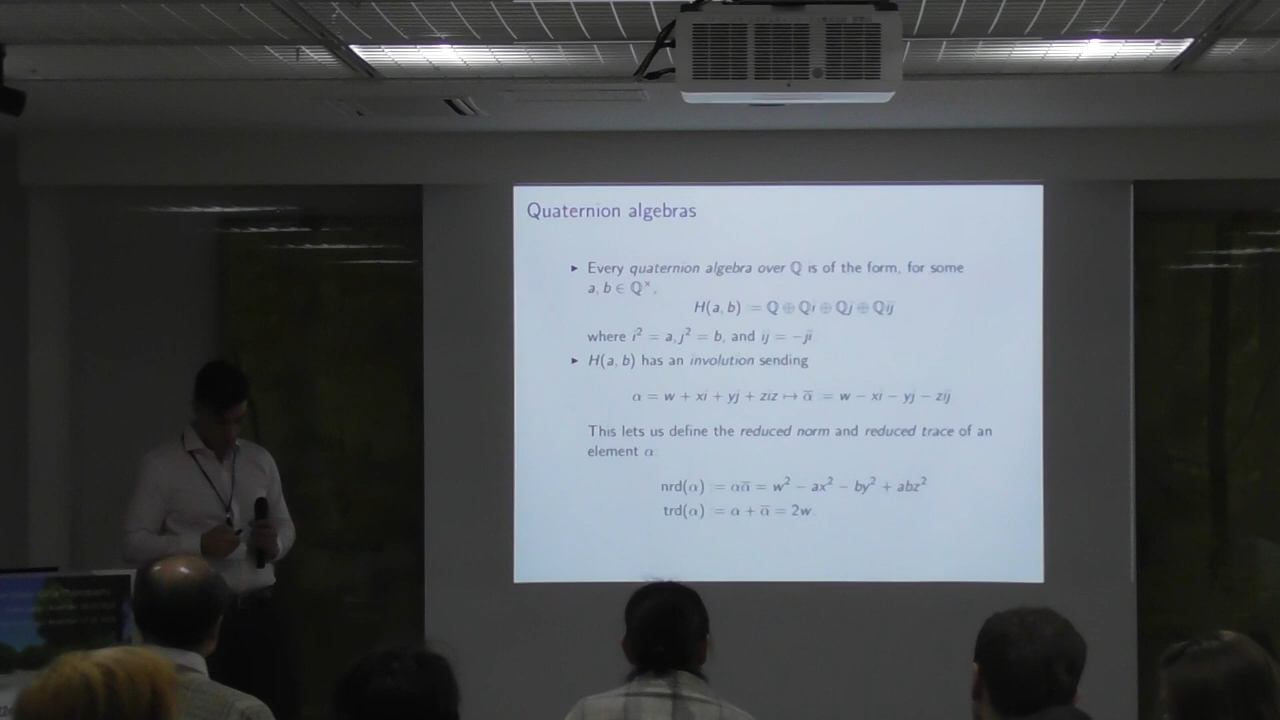 Quaternion algebras
▸ Every quaternion algebra over ℚ is of the form, for some
a, b ∈ ℚ×,
H(a, b) := ℚ ⊕ ℚi ⊕ ℚj ⊕ ℚij
where i² = a, j² = b, and ij = −ji
▸ H(a, b) has an involution sending
α = w + xi + yj + ziz ↦ ᾱ := w − xi − yj − zij
This lets us define the reduced norm and reduced trace of an
element α:
nrd(α) := αᾱ = w² − ax² − by² + abz²
trd(α) := α + ᾱ = 2w.